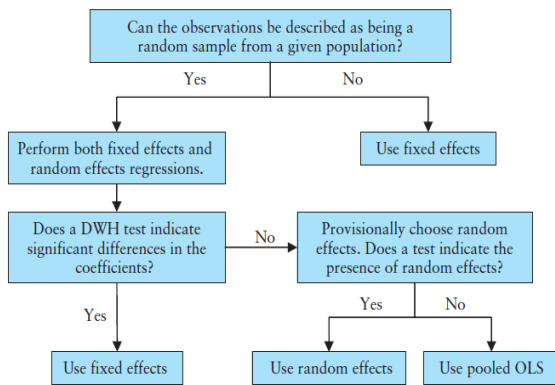 Can the observations be described as being a
random sample from a given population?
Yes
No
Perform both fixed effects and
random effects regressions.
Use fixed effects
Does a DWH test indicate
significant differences in the
coefficients?
No
Provisionally choose random
effects. Does a test indicate the
presence of random effects?
Yes
Yes
No
Use fixed effects
Use random effects
Use pooled OLS